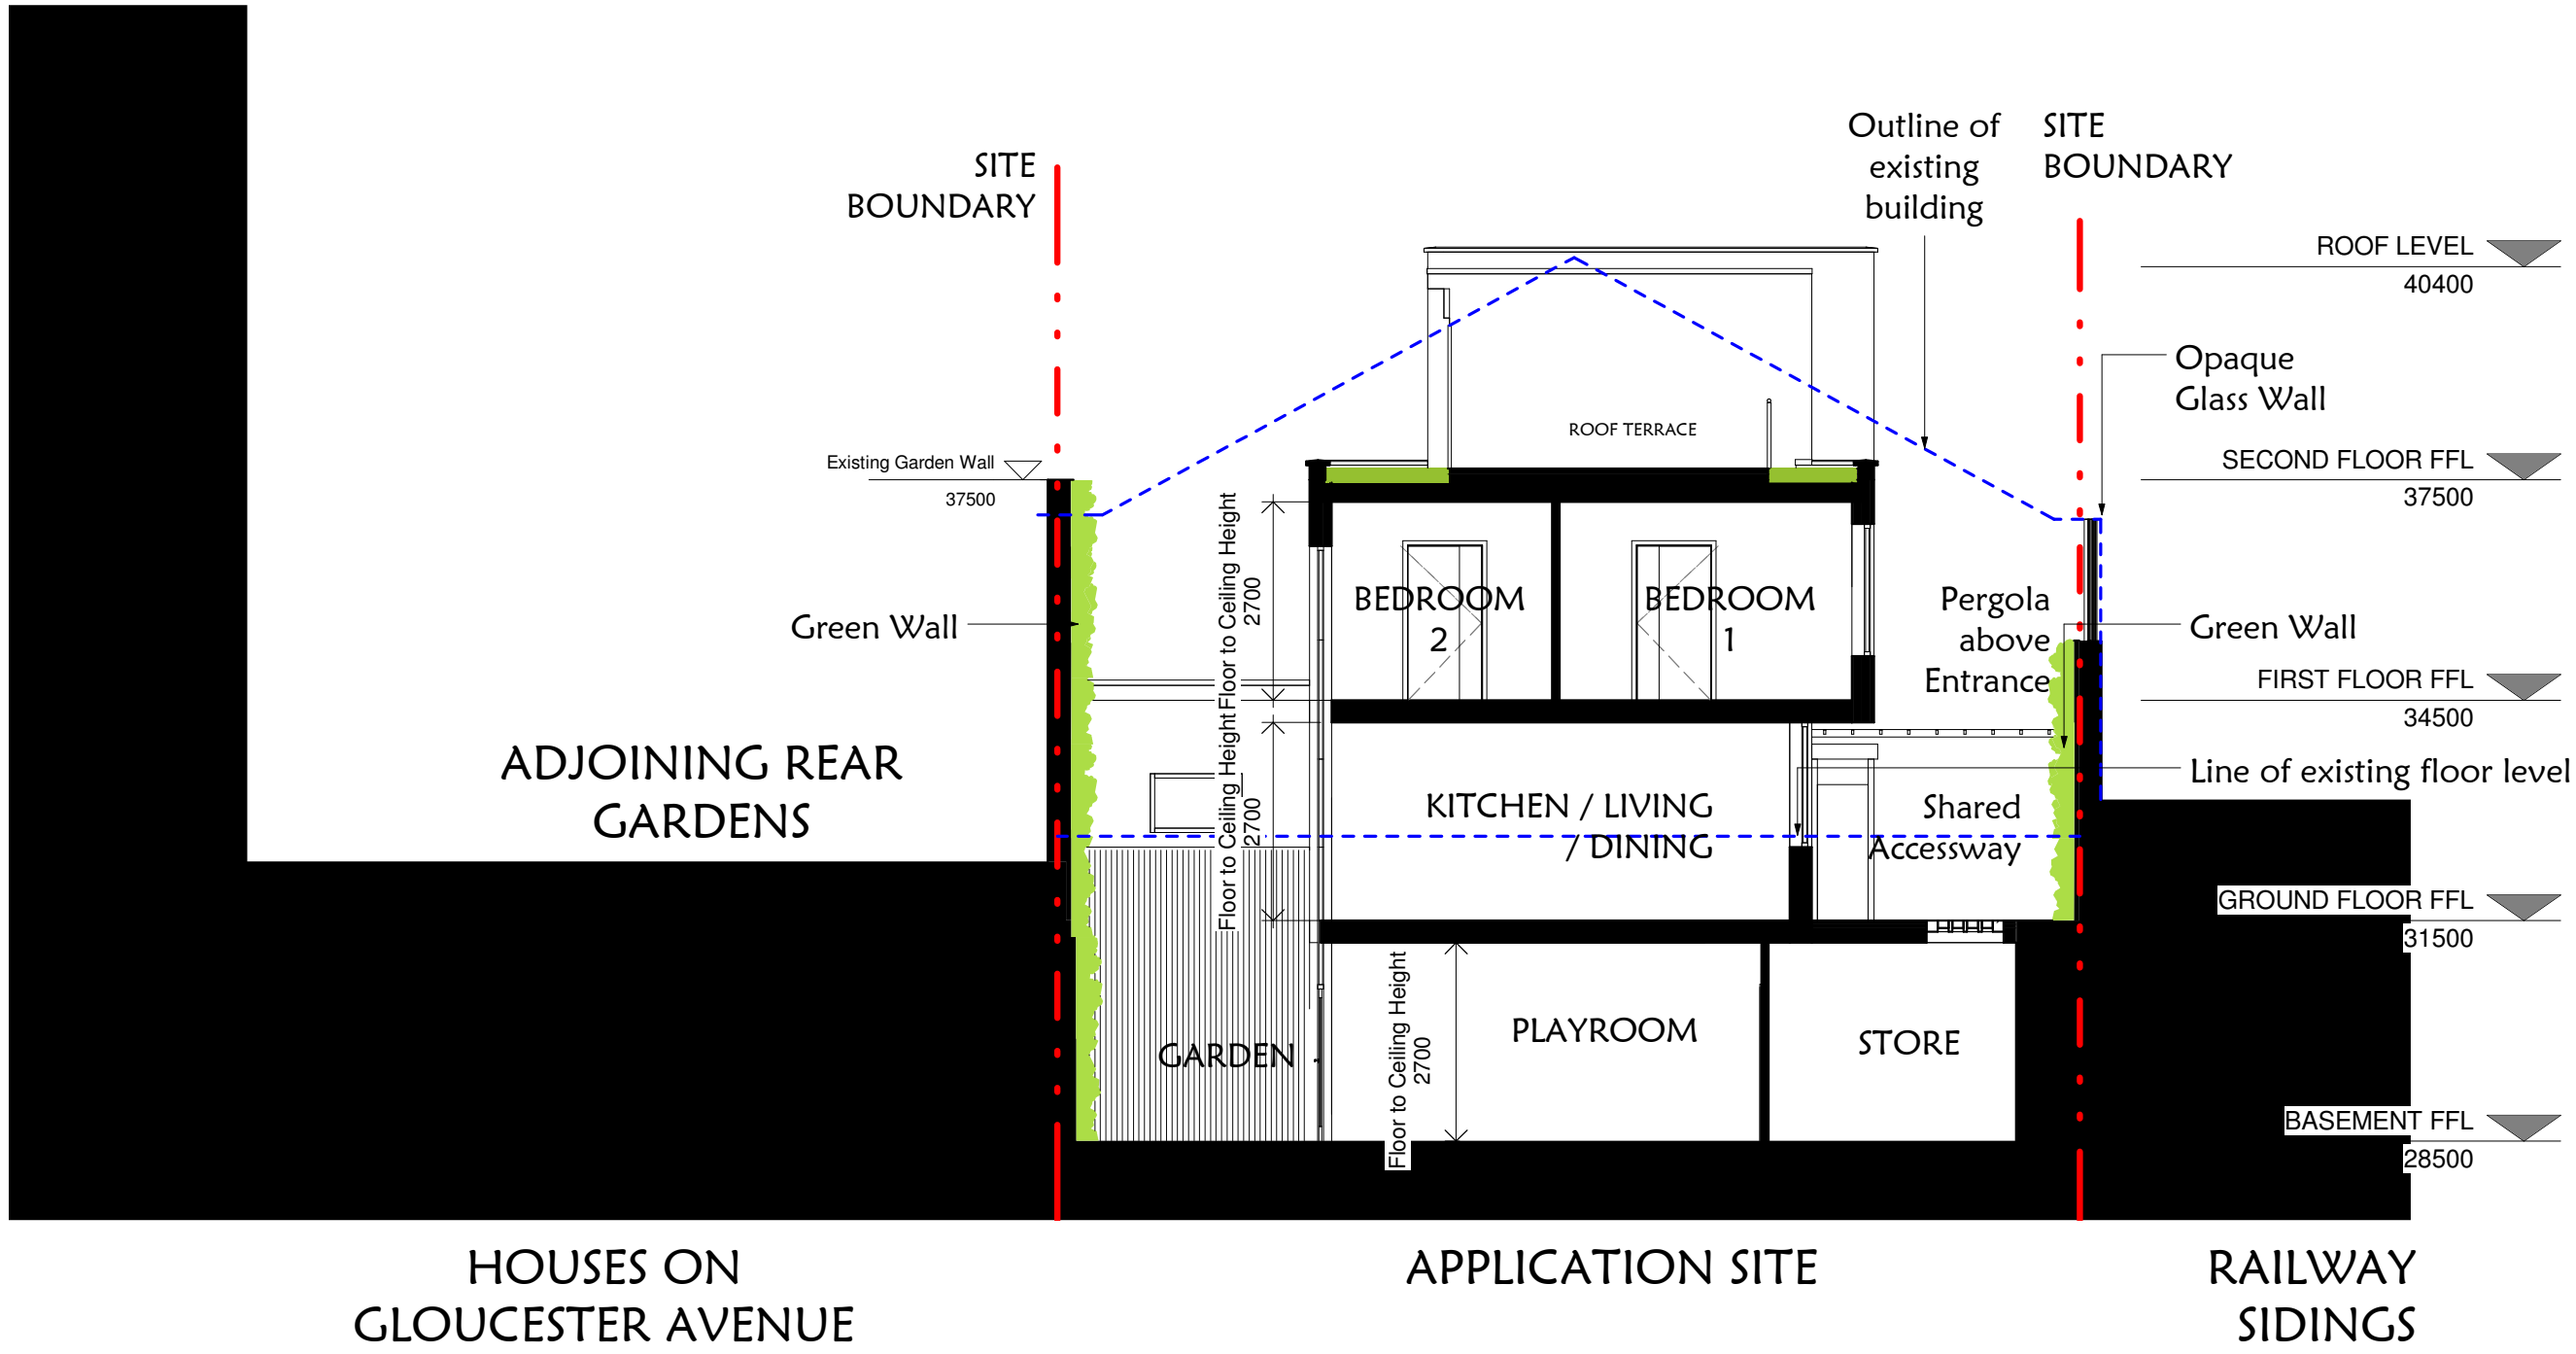 Outline of
existing
building
SITE
BOUNDARY
SITE
BOUNDARY
ROOF LEVEL
40400
Opaque
Glass Wall
ROOF TERRACE
Existing Garden Wall
37500
SECOND FLOOR FFL
37500
Floor to Ceiling Height
2700
BEDROOM
2
BEDROOM
1
Pergola
above
Entrance
Green Wall
Green Wall
FIRST FLOOR FFL
34500
ADJOINING REAR
GARDENS
Floor to Ceiling Height
2700
KITCHEN / LIVING
/ DINING
Shared
Accessway
Line of existing floor level
GROUND FLOOR FFL
31500
Floor to Ceiling Height
2700
GARDEN
PLAYROOM
STORE
BASEMENT FFL
28500
HOUSES ON
GLOUCESTER AVENUE
APPLICATION SITE
RAILWAY
SIDINGS